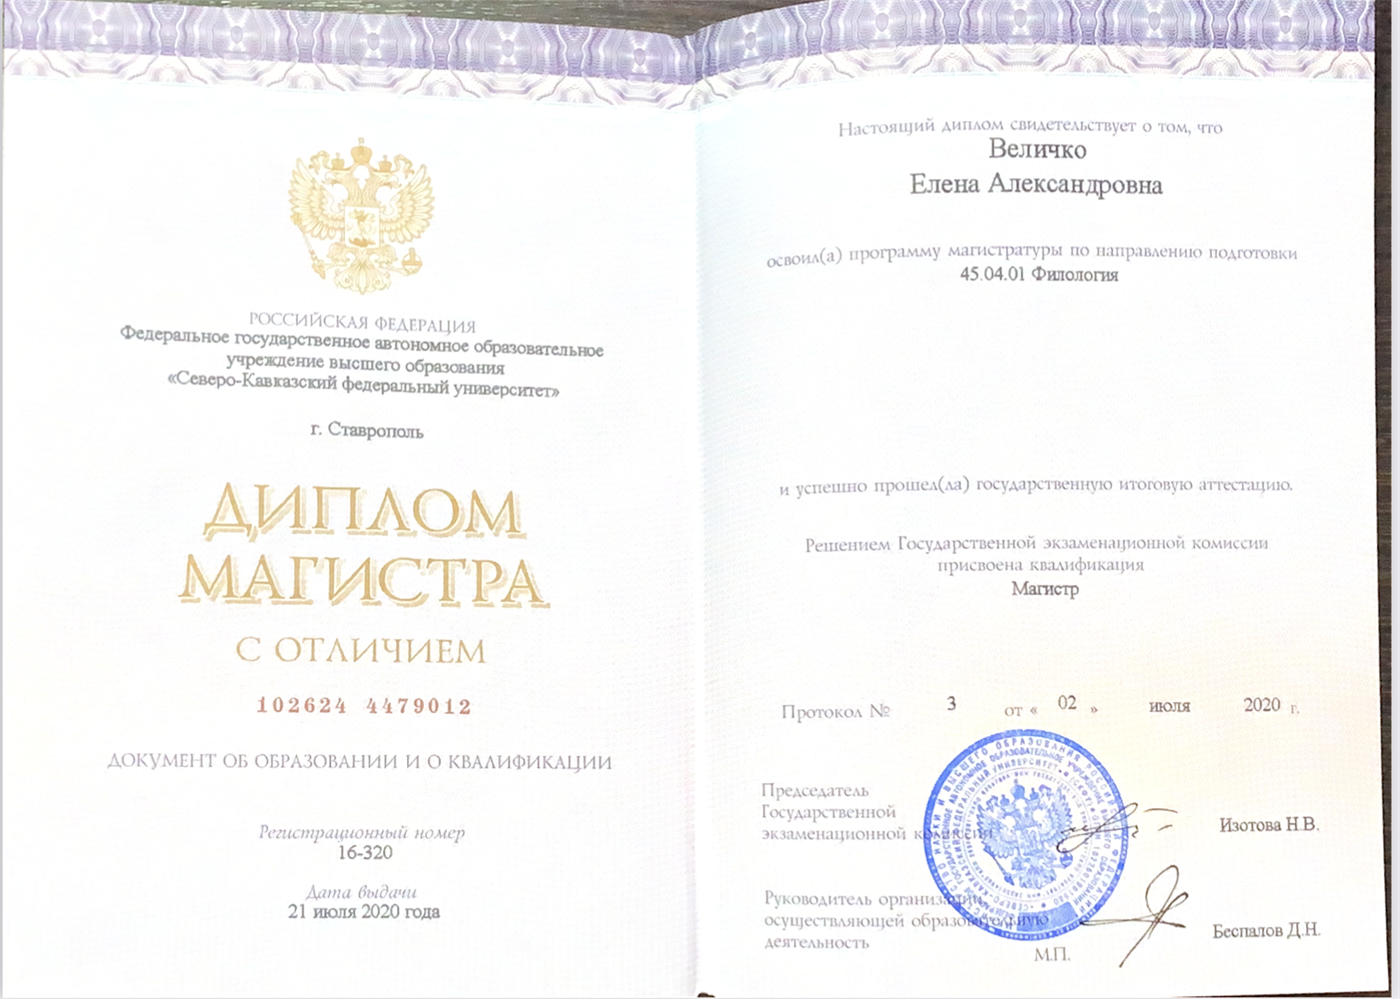 РОССИЙСКАЯ ФЕДЕРАЦИЯ
Федеральное государственное автономное образовательное
учреждение высшего образования
«Северо-Кавказский федеральный университет»
г. Ставрополь
ДИПЛОМ
МАГИСТРА
С ОТЛИЧИЕМ
102624 4479012
ДОКУМЕНТ ОБ ОБРАЗОВАНИИ И О КВАЛИФИКАЦИИ
Регистрационный номер
16-320
Дата выдачи
21 июля 2020 года
Настоящий диплом свидетельствует о том, что
Величко
Елена Александровна
освоил(а) программу магистратуры по направлению подготовки
45.04.01 Филология
и успешно прошел(ла) государственную итоговую аттестацию.
Решением Государственной экзаменационной комиссии
присвоена квалификация
Магистр
Протокол № 3 от « 02 » июля 2020 г.
Председатель
Государственной
экзаменационной комиссии
Изотова Н.В.
Руководитель организации,
осуществляющей образовательную
деятельность
Беспалов Д.Н.
М.П.